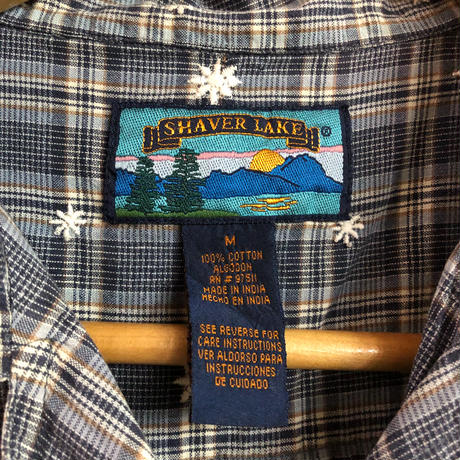 SHAVER LAKE ®
M
100% COTTON
ALGODON
RN # 97511
MADE IN INDIA
HECHO EN INDIA
SEE REVERSE FOR
CARE INSTRUCTIONS
VER ALDORSO PARA
INSTRUCCIONES
DE CUIDADO